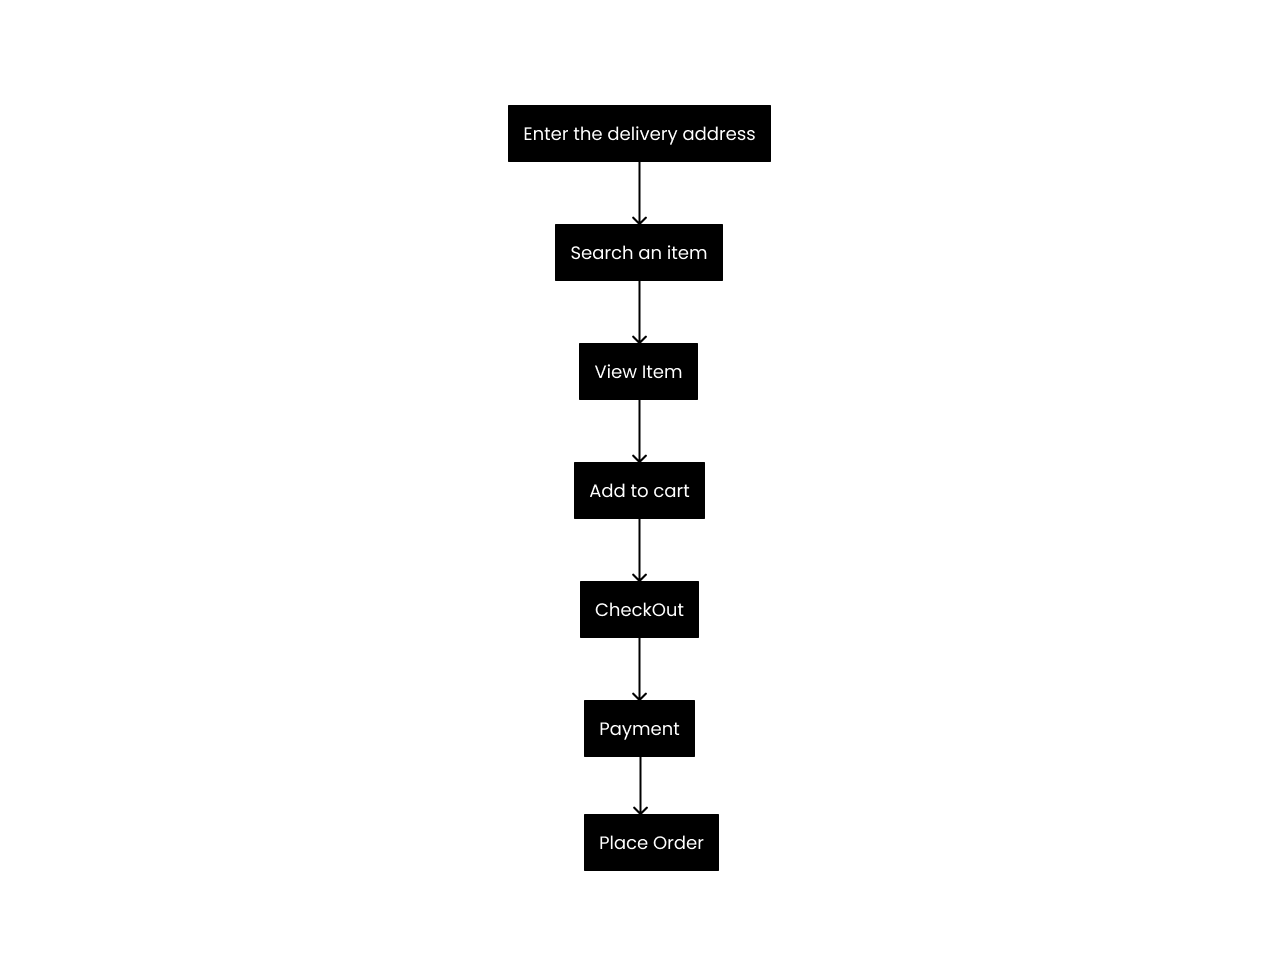 Enter the delivery address
Search an item
View Item
Add to cart
CheckOut
Payment
Place Order